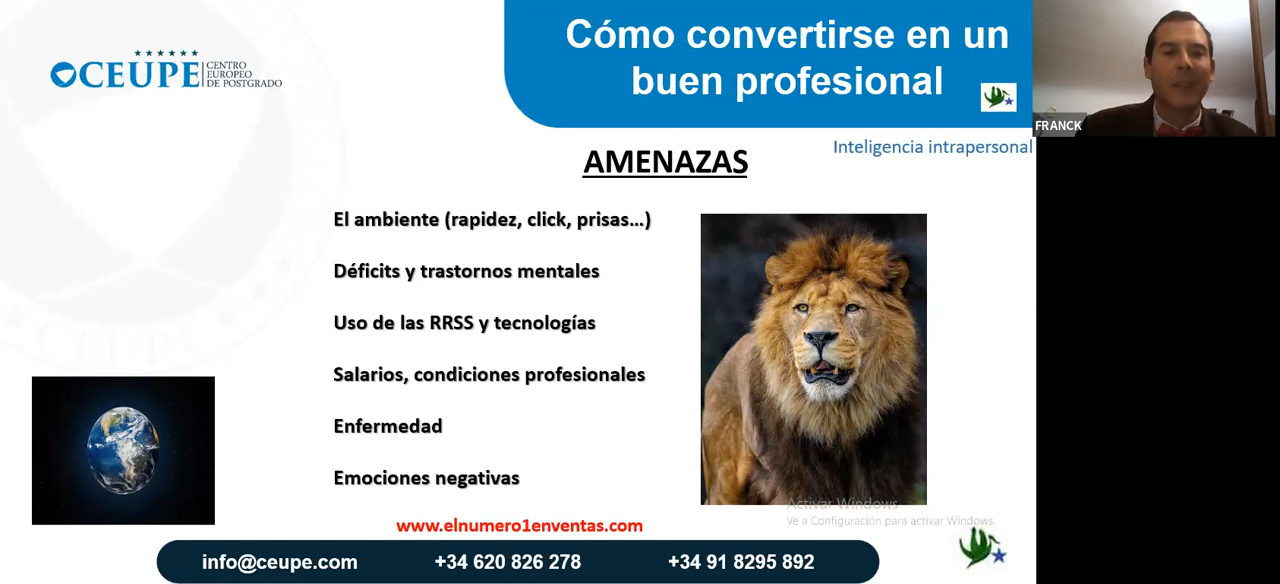 CEUPE
CENTRO
EUROPEO
DE POSTGRADO
Cómo convertirse en un
buen profesional
FRANCK
Inteligencia intrapersonal
AMENAZAS
El ambiente (rapidez, click, prisas...)
Déficits y trastornos mentales
Uso de las RRSS y tecnologías
Salarios, condiciones profesionales
Enfermedad
Emociones negativas
Activar Windows
Ve a Configuración para activar Windows.
www.elnumero1enventas.com
info@ceupe.com
+34 620 826 278
+34 91 8295 892